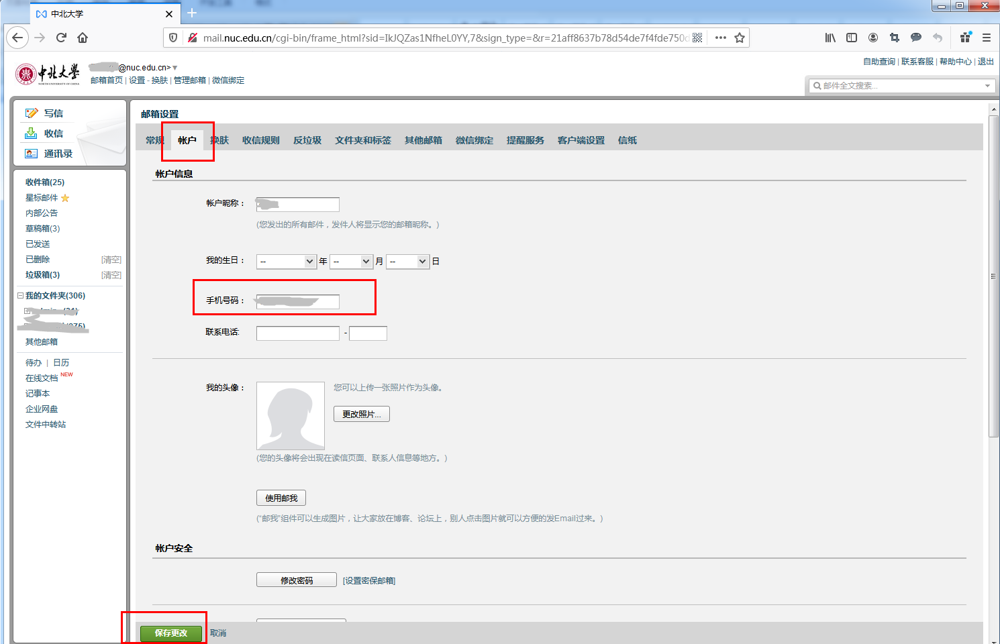 中北大学
mail.nuc.edu.cn/cgi-bin/frame_html?sid=IkJQZas1NfheL0YY,7&sign_type=&r=21aff8637b78d54de7f4fde750d
中北大學
NORTH UNIVERSITY OF CHINA
@nuc.edu.cn>
邮箱首页 | 设置 - 换肤 | 管理邮箱 | 微信绑定
自助查询 | 联系客服 | 帮助中心 | 退出
邮件全文搜索...
写信
收信
通讯录
收件箱(25)
星标邮件
内部公告
草稿箱(3)
已发送
已删除 [清空]
垃圾箱(3) [清空]
我的文件夹(306)
其他邮箱
待办 | 日历
在线文档 NEW
记事本
企业网盘
文件中转站
邮箱设置
常规 帐户 换肤 收信规则 反垃圾 文件夹和标签 其他邮箱 微信绑定 提醒服务 客户端设置 信纸
帐户信息
帐户昵称：
(您发出的所有邮件，发件人将显示您的邮箱昵称。)
我的生日： -- 年 -- 月 -- 日
手机号码：
联系电话: -
我的头像：
您可以上传一张照片作为头像。
更改照片...
(您的头像将会出现在读信页面、联系人信息等地方。)
使用邮我
(“邮我”组件可以生成图片，让大家放在博客、论坛上，别人点击图片就可以方便的发Email过来。)
帐户安全
修改密码 [设置密保邮箱]
保存更改 取消